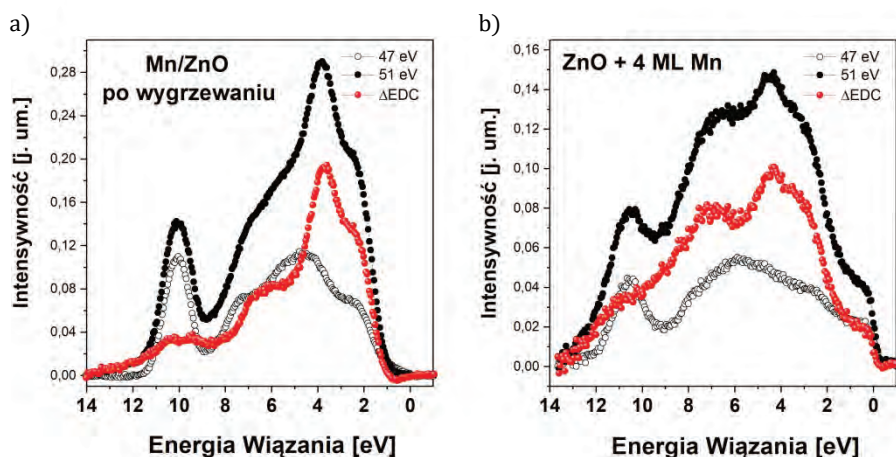 a)
b)
Mn/ZnO
po wygrzewaniu
47 eV
51 eV
ΔEDC
Intensywność [j. um.]
0,28
0,24
0,20
0,16
0,12
0,08
0,04
0,00
14 12 10 8 6 4 2 0
Energia Wiązania [eV]
ZnO + 4 ML Mn
47 eV
51 eV
ΔEDC
Intensywność [j. um.]
0,16
0,14
0,12
0,10
0,08
0,06
0,04
0,02
0,00
14 12 10 8 6 4 2 0
Energia Wiązania [eV]